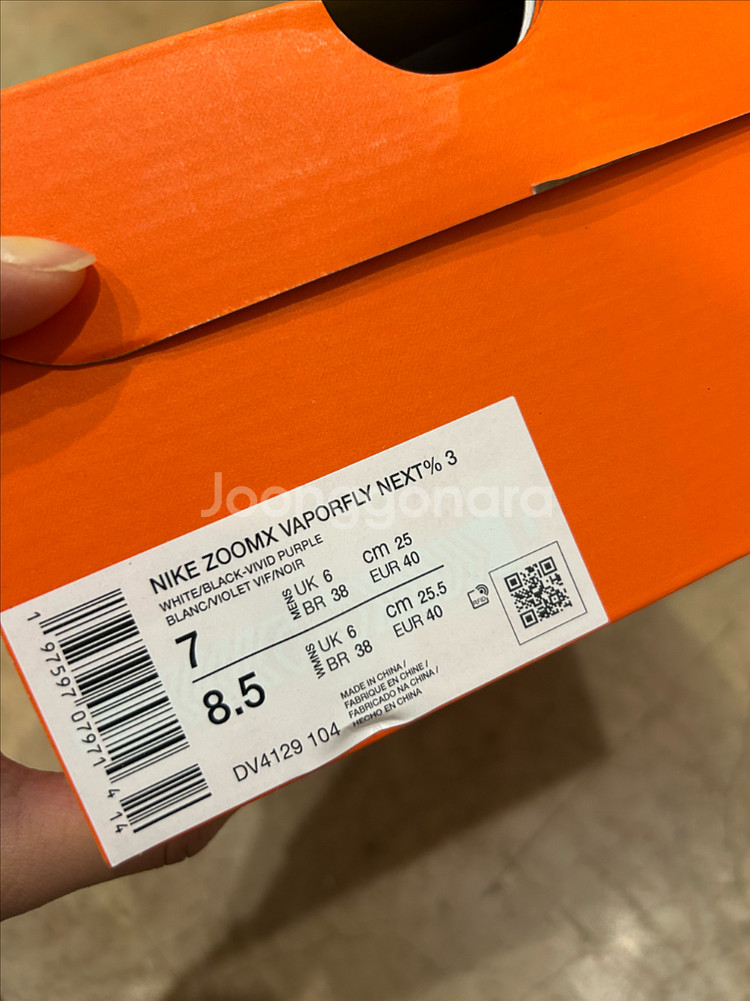 Joonggonara
NIKE ZOOMX VAPORFLY NEXT% 3
WHITE/BLACK-VIVID PURPLE
BLANC/VIOLET VIF/NOIR
7
MENS
UK 6
BR 38
cm 25
EUR 40
8.5
WMNS
UK 6
BR 38
cm 25.5
EUR 40
RFID
MADE IN CHINA /
FABRIQUE EN CHINE /
FABRICADO NA CHINA /
HECHO EN CHINA
DV4129 104
1 97597 07971 4 14